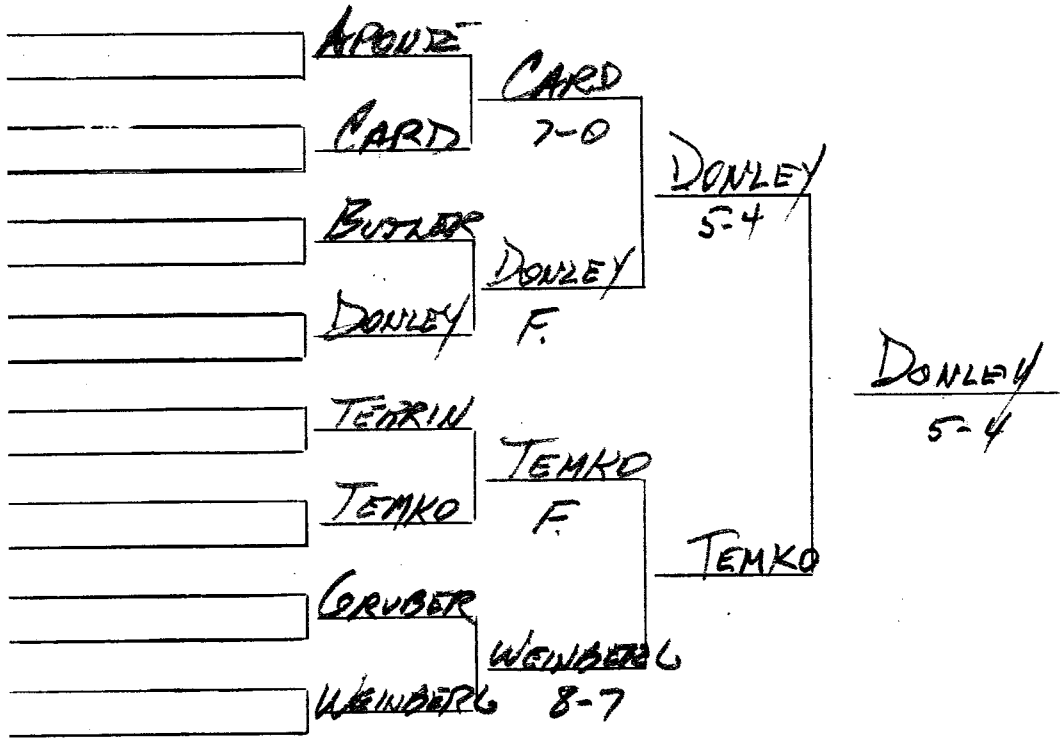 APONTE
CARD
CARD
7-0
DONLEY
5-4
BUTLER
DONLEY
DONLEY
F.
DONLEY
5-4
TERRIN
TEMKO
TEMKO
F.
TEMKO
GRUBER
WEINBERG
WEINBERG
8-7